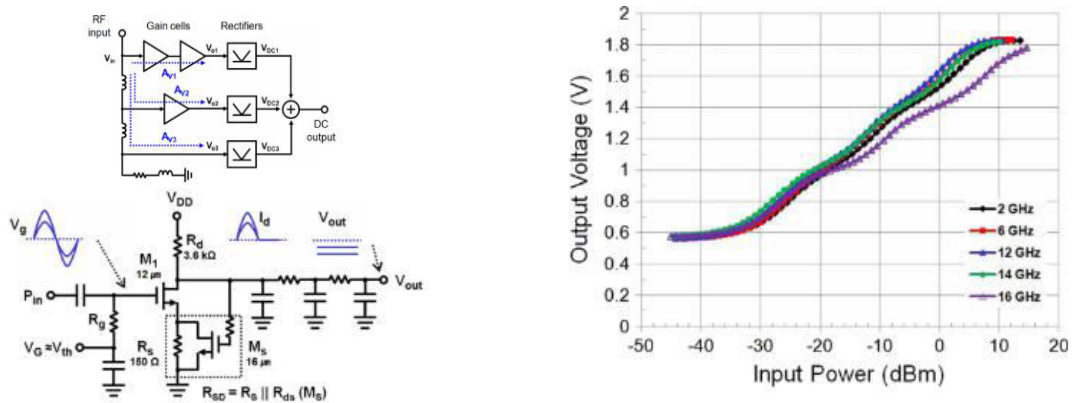 RF
input
Gain cells
Rectifiers
Vin
Vo1
VDC1
AV1
AV2
Vo2
VDC2
DC
output
AV3
Vo3
VDC3
VDD
Vg
Rd
3.6 kΩ
Id
Vout
M1
12 µm
Pin
Vout
Rg
VG ≈Vth
Rs
150 Ω
Ms
16 µm
RSD = Rs || Rds (Ms)
Output Voltage (V)
2
1.8
1.6
1.4
1.2
1
0.8
0.6
0.4
0.2
0
-50 -40 -30 -20 -10 0 10 20
Input Power (dBm)
2 GHz
6 GHz
12 GHz
14 GHz
16 GHz